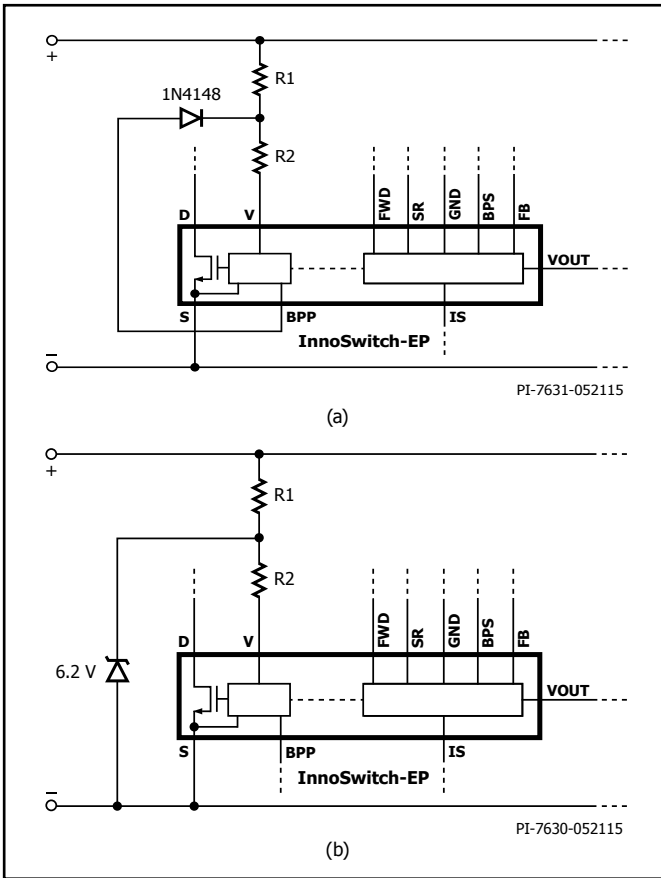 +
R1
1N4148
R2
D
V
FWD
SR
GND
BPS
FB
VOUT
S
BPP
IS
InnoSwitch-EP
−
PI-7631-052115
(a)
+
R1
R2
D
V
FWD
SR
GND
BPS
FB
6.2 V
VOUT
S
BPP
IS
InnoSwitch-EP
−
PI-7630-052115
(b)